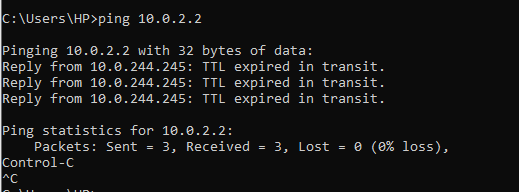 C:\Users\HP>ping 10.0.2.2
Pinging 10.0.2.2 with 32 bytes of data:
Reply from 10.0.244.245: TTL expired in transit.
Reply from 10.0.244.245: TTL expired in transit.
Reply from 10.0.244.245: TTL expired in transit.
Ping statistics for 10.0.2.2:
Packets: Sent = 3, Received = 3, Lost = 0 (0% loss),
Control-C
^C